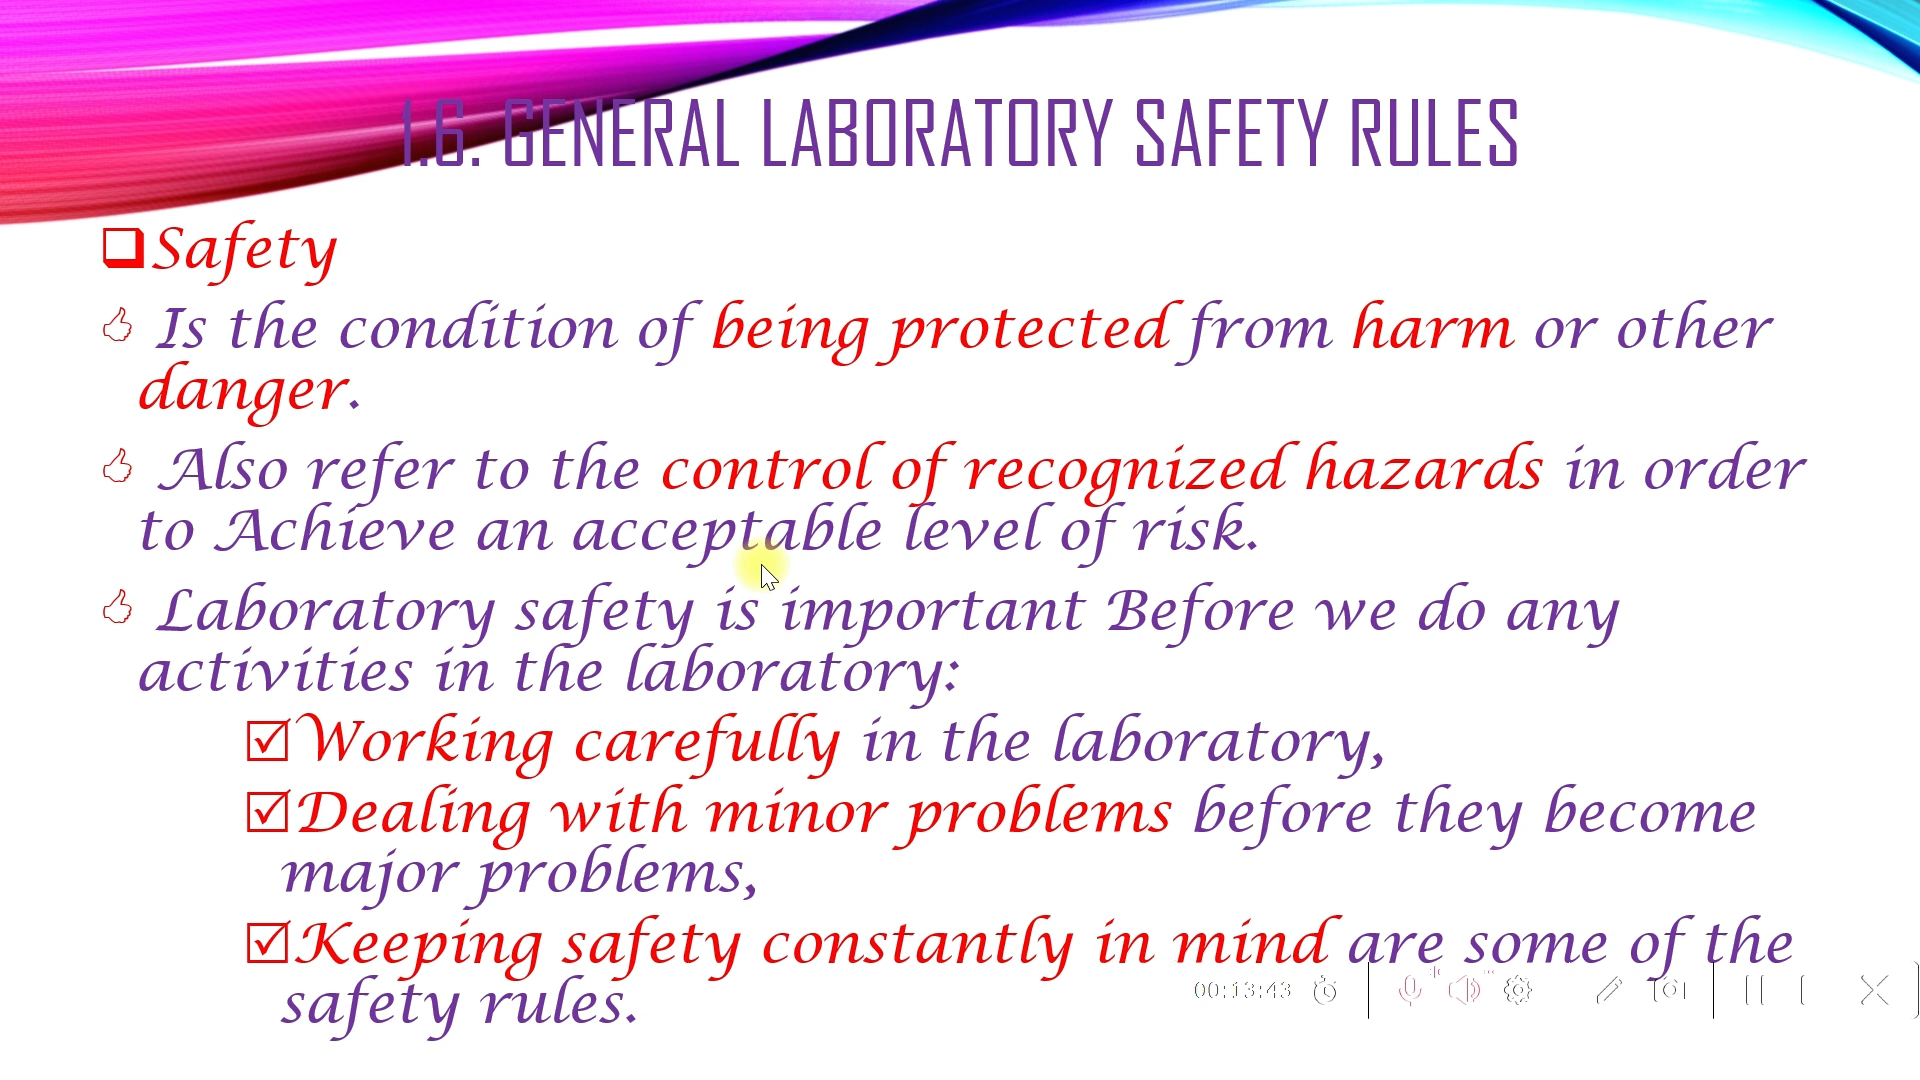 1.6. GENERAL LABORATORY SAFETY RULES
Safety
Is the condition of being protected from harm or other
danger.
Also refer to the control of recognized hazards in order
to Achieve an acceptable level of risk.
Laboratory safety is important Before we do any
activities in the laboratory:
Working carefully in the laboratory,
Dealing with minor problems before they become
major problems,
Keeping safety constantly in mind are some of the
safety rules.
00:13:43